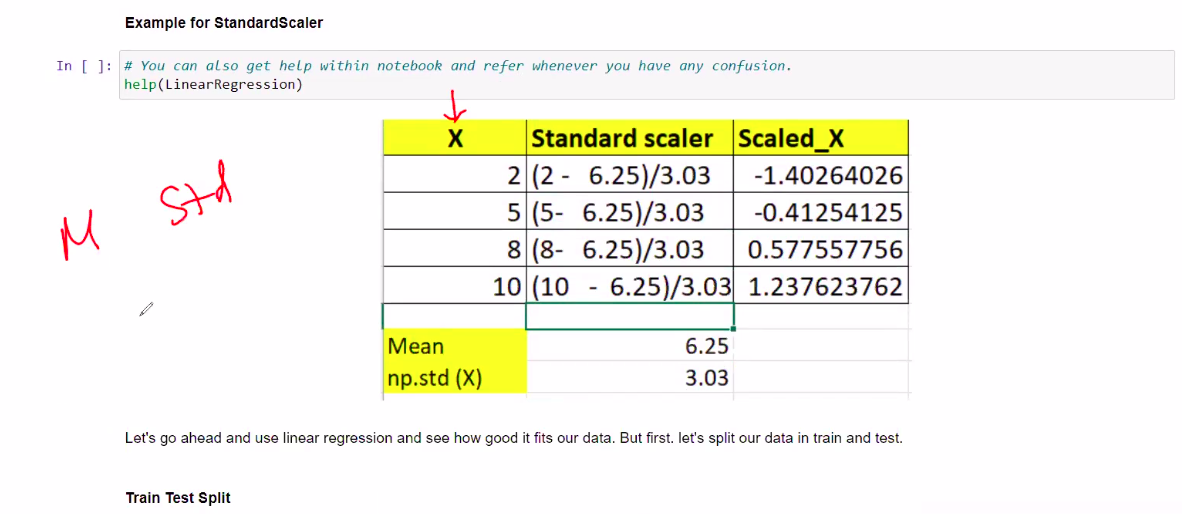 Example for StandardScaler
In [ ]: # You can also get help within notebook and refer whenever you have any confusion.
help(LinearRegression)
X Standard scaler Scaled_X
2 (2 - 6.25)/3.03 -1.40264026
5 (5- 6.25)/3.03 -0.41254125
8 (8- 6.25)/3.03 0.577557756
10 (10 - 6.25)/3.03 1.237623762
Mean 6.25
np.std (X) 3.03
M Std
Let's go ahead and use linear regression and see how good it fits our data. But first. let's split our data in train and test.
Train Test Split